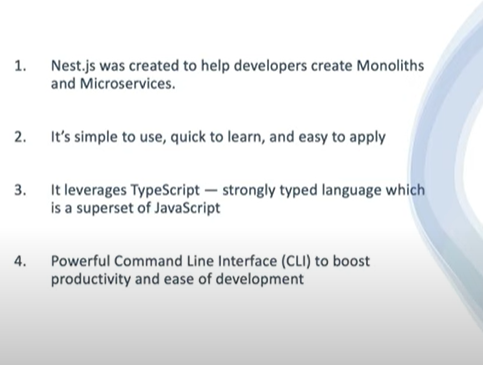 1. Nest.js was created to help developers create Monoliths
and Microservices.
2. It’s simple to use, quick to learn, and easy to apply
3. It leverages TypeScript — strongly typed language which
is a superset of JavaScript
4. Powerful Command Line Interface (CLI) to boost
productivity and ease of development